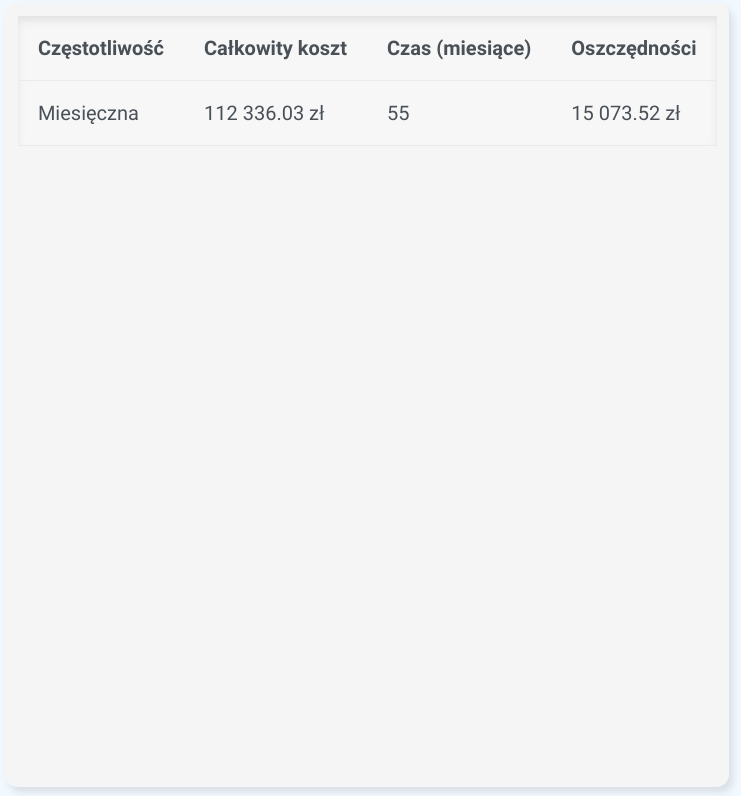 Częstotliwość Całkowity koszt Czas (miesiące) Oszczędności
Miesięczna 112 336.03 zł 55 15 073.52 zł